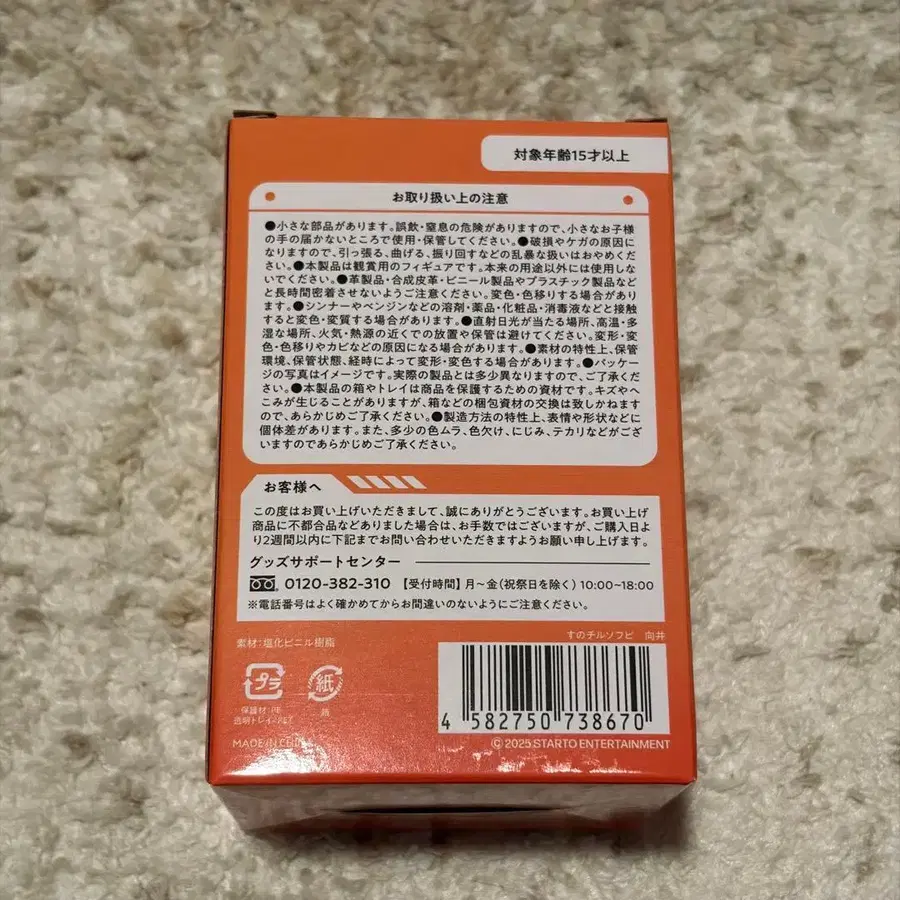 対象年齢15才以上
お取り扱い上の注意
●小さな部品があります。誤飲・窒息の危険がありますので、小さなお子様
の手の届かないところで使用・保管してください。●破損やケガの原因に
なりますので、引っ張る、曲げる、振り回すなどの乱暴な扱いはおやめくだ
さい。●本製品は観賞用のフィギュアです。本来の用途以外には使用しな
いでください。●革製品・合成皮革・ビニール製品やプラスチック製品など
と長時間密着させないようご注意ください。変色・色移りする場合があり
ます。●シンナーやベンジンなどの溶剤・薬品・化粧品・消毒液などと接触
すると変色・変質する場合があります。●直射日光が当たる場所、高温・多
湿な場所、火気・熱源の近くでの放置や保管は避けてください。変形・変
色・色移りやカビなどの原因になる場合があります。●素材の特性上、保管
環境、保管状態、経時によって変形・変色する場合があります。●パッケー
ジの写真はイメージです。実際の製品とは多少異なりますので、ご了承くだ
さい。●本製品の箱やトレイは商品を保護するための資材です。キズやへ
こみが生じることがありますが、箱などの梱包資材の交換は致しかねます
ので、あらかじめご了承ください。●製造方法の特性上、表情や形状などに
個体差があります。また、多少の色ムラ、色欠け、にじみ、テカリなどがござ
いますのであらかじめご了承ください。
お客様へ
この度はお買い上げいただきまして、誠にありがとうございます。お買い上げ
商品に不都合品などありました場合は、お手数ではございますが、ご購入日よ
り2週間以内に下記までお問い合わせいただきますようお願い申し上げます。
グッズサポートセンター
0120-382-310 【受付時間】月〜金(祝祭日を除く)10:00~18:00
※電話番号はよく確かめてからお間違いのないようにご注意ください。
素材:塩化ビニル樹脂
すのチルソフビ 向井
プラ
紙
保護材:PE
箱
透明トレイ:PET
4 582750 738670
MADE IN CHINA
© 2025 STARTO ENTERTAINMENT